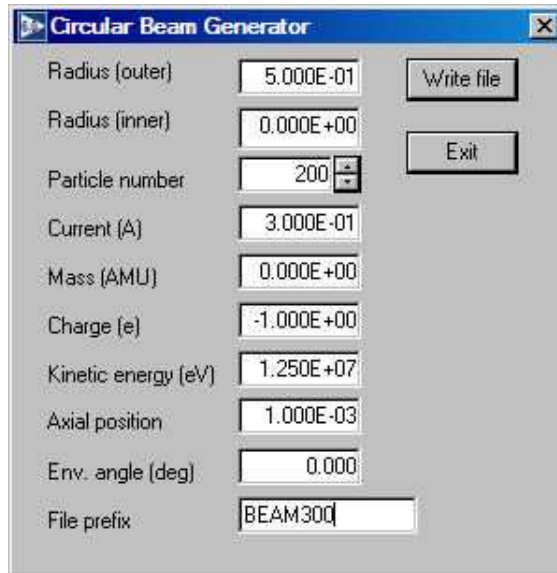 Circular Beam Generator
Radius (outer) 5.000E-01 Write file
Radius (inner) 0.000E+00
Exit
Particle number 200
Current (A) 3.000E-01
Mass (AMU) 0.000E+00
Charge (e) -1.000E+00
Kinetic energy (eV) 1.250E+07
Axial position 1.000E-03
Env. angle (deg) 0.000
File prefix BEAM300